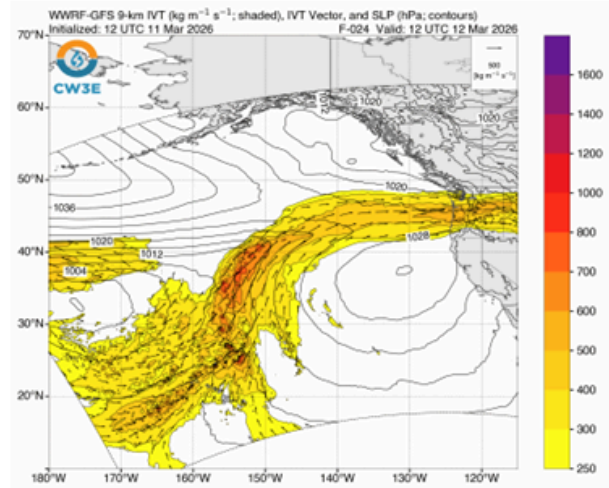 WWRF-GFS 9-km IVT (kg m⁻¹ s⁻¹; shaded), IVT Vector, and SLP (hPa; contours)
Initialized: 12 UTC 11 Mar 2026 F-024 Valid: 12 UTC 12 Mar 2026
70°N
CW3E
500
[kg m⁻¹ s⁻¹]
1600
60°N
1012
1020
1020
1400
1200
50°N
1020
1000
1036
1028
800
1020
1012
40°N
1004
700
600
30°N
500
400
20°N
300
250
180°W 170°W 160°W 150°W 140°W 130°W 120°W